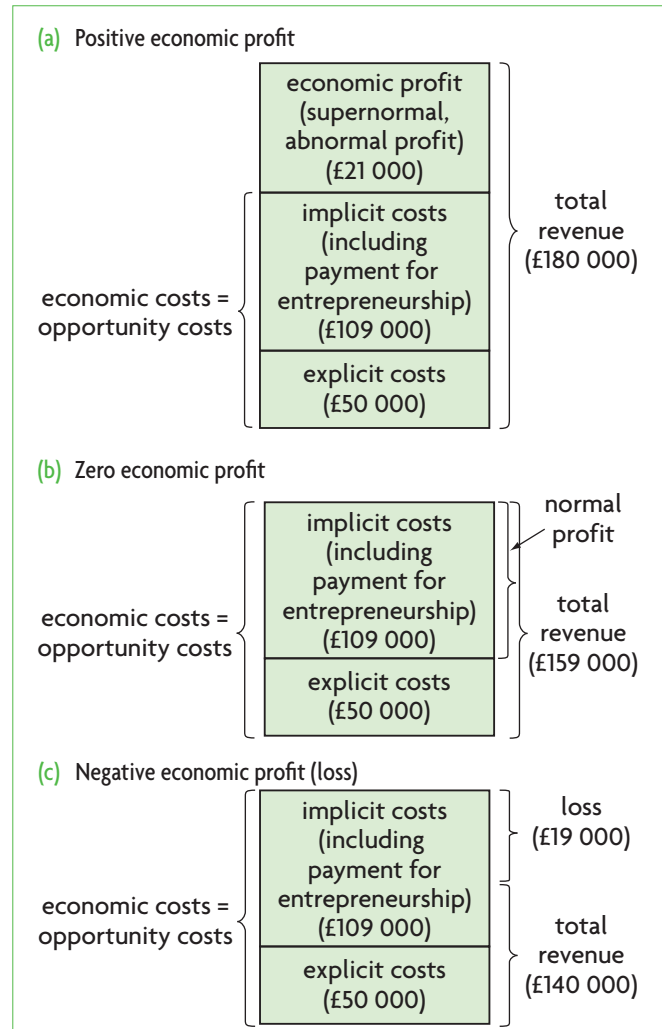 (a) Positive economic profit
economic profit
(supernormal,
abnormal profit)
(£21 000)
implicit costs
(including
payment for
entrepreneurship)
(£109 000)
explicit costs
(£50 000)
economic costs =
opportunity costs
total
revenue
(£180 000)
(b) Zero economic profit
implicit costs
(including
payment for
entrepreneurship)
(£109 000)
explicit costs
(£50 000)
economic costs =
opportunity costs
normal
profit
total
revenue
(£159 000)
(c) Negative economic profit (loss)
implicit costs
(including
payment for
entrepreneurship)
(£109 000)
explicit costs
(£50 000)
economic costs =
opportunity costs
loss
(£19 000)
total
revenue
(£140 000)